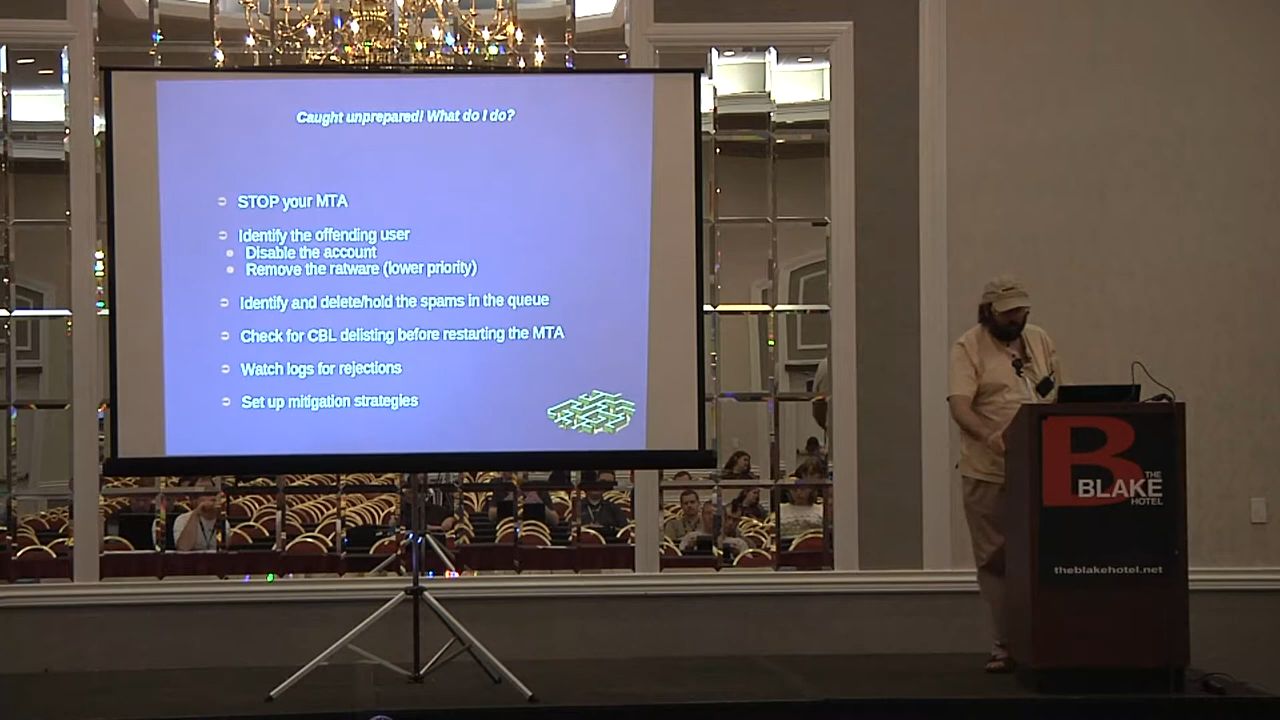 Caught unprepared! What do I do?
STOP your MTA
Identify the offending user
Disable the account
Remove the ratware (lower priority)
Identify and delete/hold the spams in the queue
Check for CBL delisting before restarting the MTA
Watch logs for rejections
Set up mitigation strategies
B
THE
BLAKE
HOTEL
theblakehotel.net